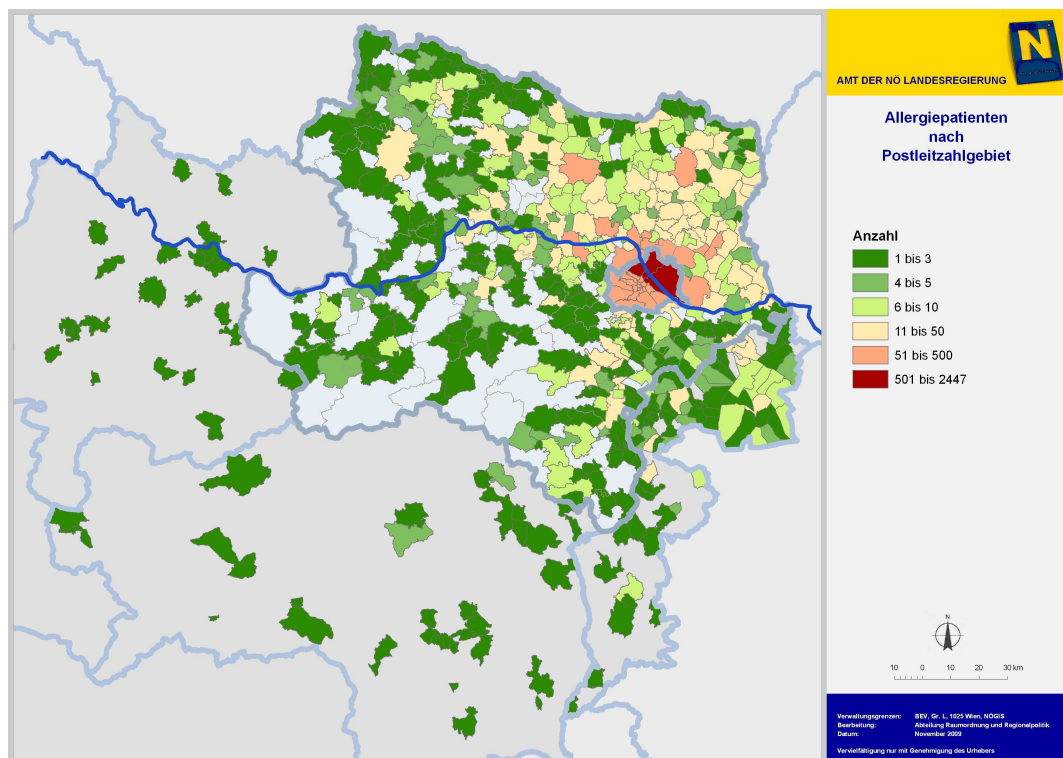 N
AMT DER NÖ LANDESREGIERUNG
Allergiepatienten
nach
Postleitzahlgebiet
Anzahl
1 bis 3
4 bis 5
6 bis 10
11 bis 50
51 bis 500
501 bis 2447
N
10 0 10 20 30 km
Verwaltungsgrenzen: BEV, Gr. L, 1025 Wien, NÖGIS
Bearbeitung: Abteilung Raumordnung und Regionalpolitik
Datum: November 2009
Vervielfältigung nur mit Genehmigung des Urhebers